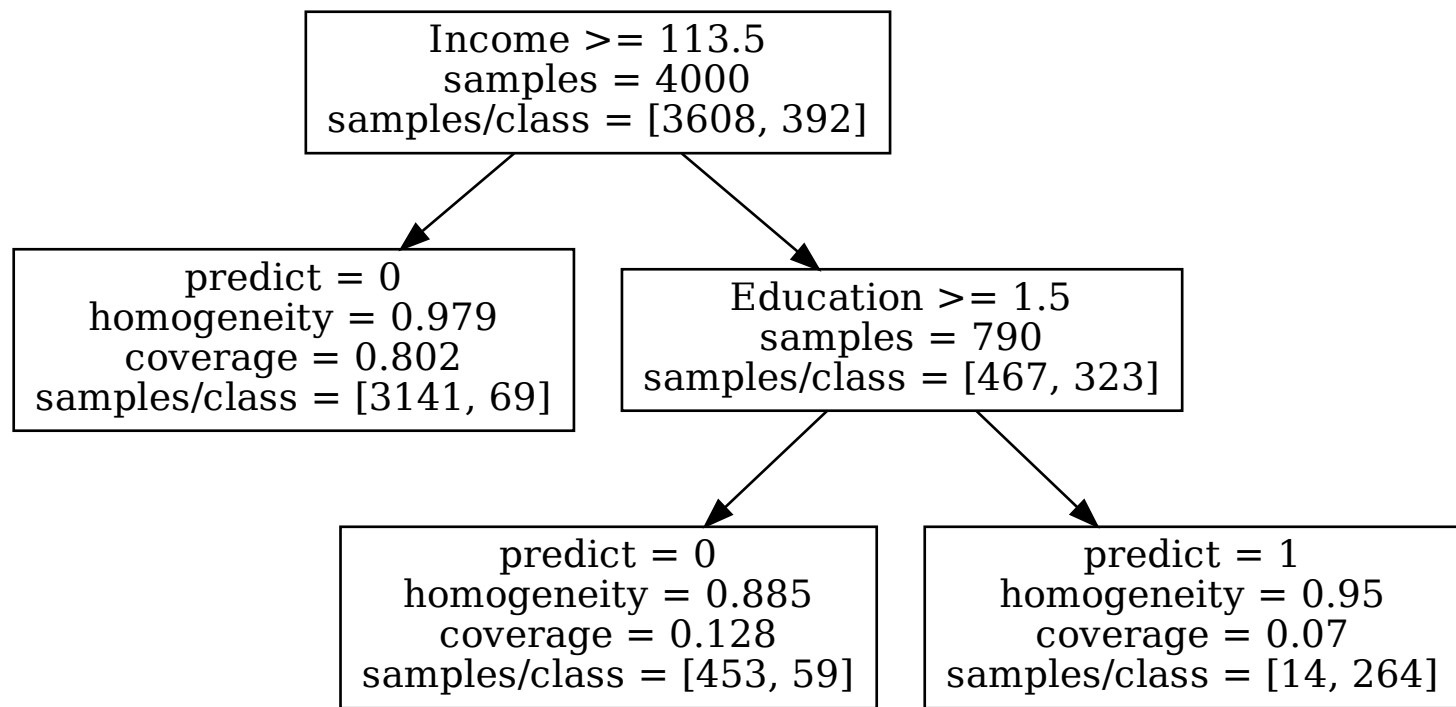 Income >= 113.5
samples = 4000
samples/class = [3608, 392]
predict = 0
homogeneity = 0.979
coverage = 0.802
samples/class = [3141, 69]
Education >= 1.5
samples = 790
samples/class = [467, 323]
predict = 0
homogeneity = 0.885
coverage = 0.128
samples/class = [453, 59]
predict = 1
homogeneity = 0.95
coverage = 0.07
samples/class = [14, 264]